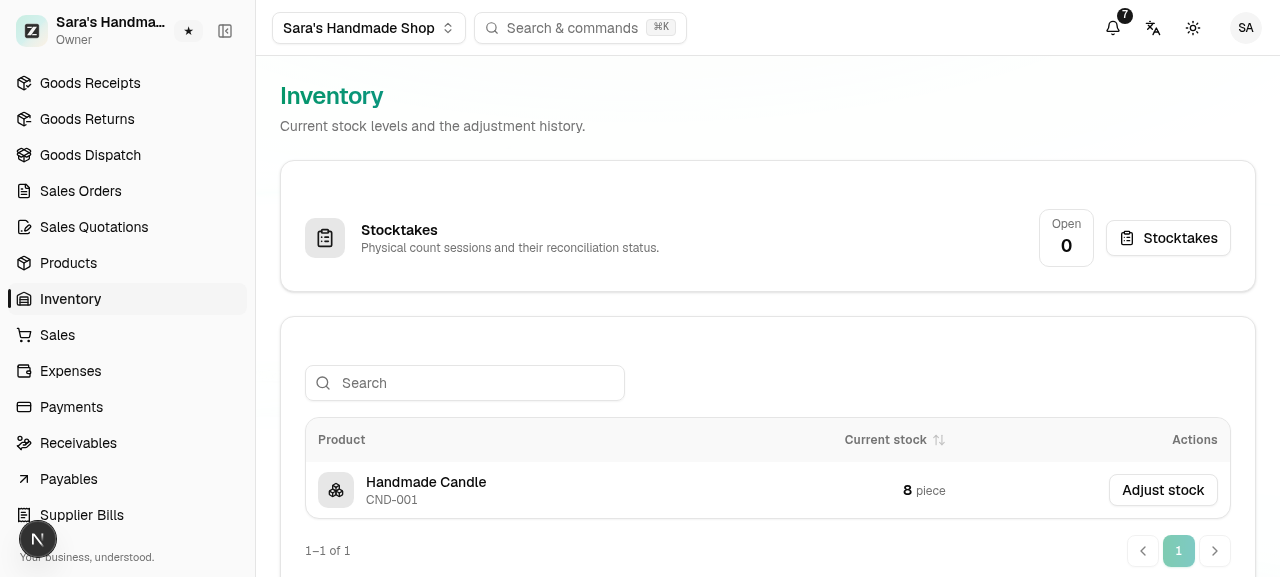 Sara's Handma...
Owner
Goods Receipts
Goods Returns
Goods Dispatch
Sales Orders
Sales Quotations
Products
Inventory
Sales
Expenses
Payments
Receivables
Payables
Supplier Bills
N
Your business, understood.
Sara's Handmade Shop
Search & commands
⌘K
7
SA
Inventory
Current stock levels and the adjustment history.
Stocktakes
Physical count sessions and their reconciliation status.
Open
0
Stocktakes
Search
Product
Current stock
Actions
Handmade Candle
CND-001
8 piece
Adjust stock
1–1 of 1
1